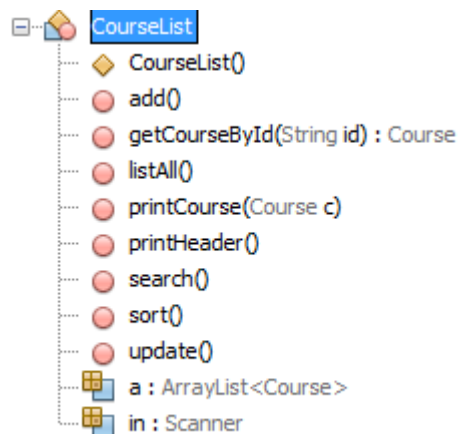 CourseList
CourseList()
add()
getCourseById(String id) : Course
listAll()
printCourse(Course c)
printHeader()
search()
sort()
update()
a : ArrayList<Course>
in : Scanner